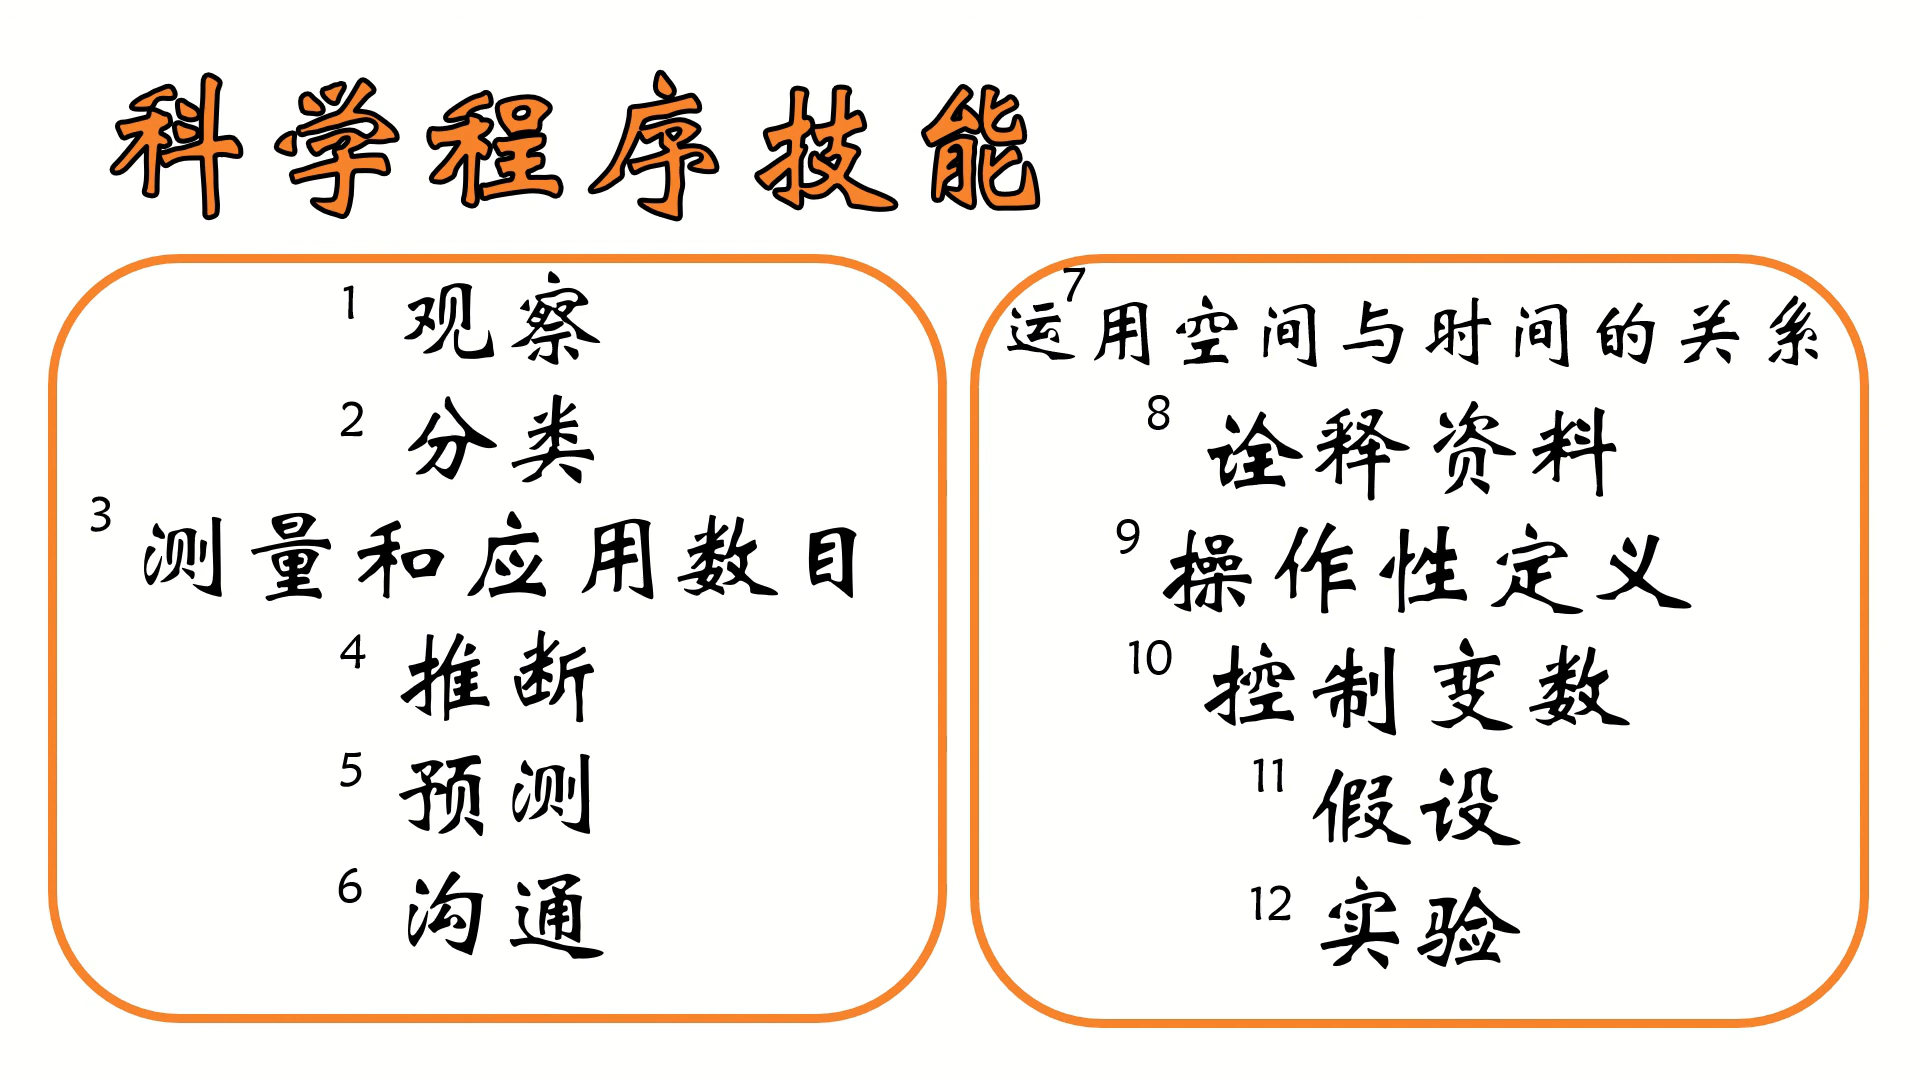 科学程序技能
1 观察
2 分类
3 测量和应用数目
4 推断
5 预测
6 沟通
7 运用空间与时间的关系
8 诠释资料
9 操作性定义
10 控制变数
11 假设
12 实验